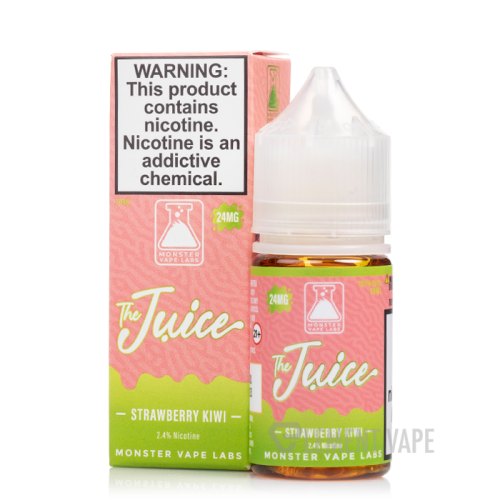 WARNING:
This product
contains
nicotine.
Nicotine is an
addictive
chemical.
24MG
MONSTER
VAPE LABS
The Juice
STRAWBERRY KIWI
2.4% Nicotine
MONSTER VAPE LABS
21+
24MG
MONSTER
VAPE LABS
The Juice
STRAWBERRY KIWI
2.4% Nicotine
MONSTER VAPE LABS
VAPE